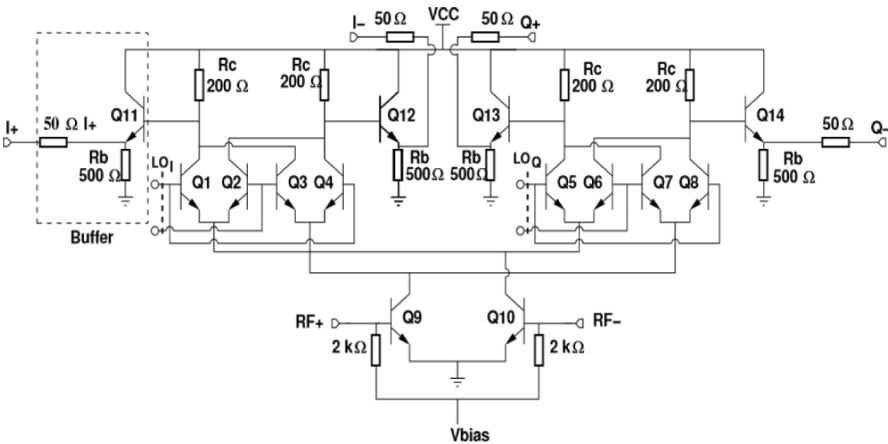 I− 50 Ω VCC 50 Ω Q+
Rc 200 Ω
Rc 200 Ω
Rc 200 Ω
Rc 200 Ω
Q11 Q12 Q13 Q14
I+ 50 Ω I+
50 Ω Q−
Rb 500 Ω
Rb 500 Ω
Rb 500 Ω
Rb 500 Ω
LO I
LO Q
Q1 Q2 Q3 Q4
Q5 Q6 Q7 Q8
Buffer
RF+ Q9 Q10 RF−
2 kΩ 2 kΩ
Vbias